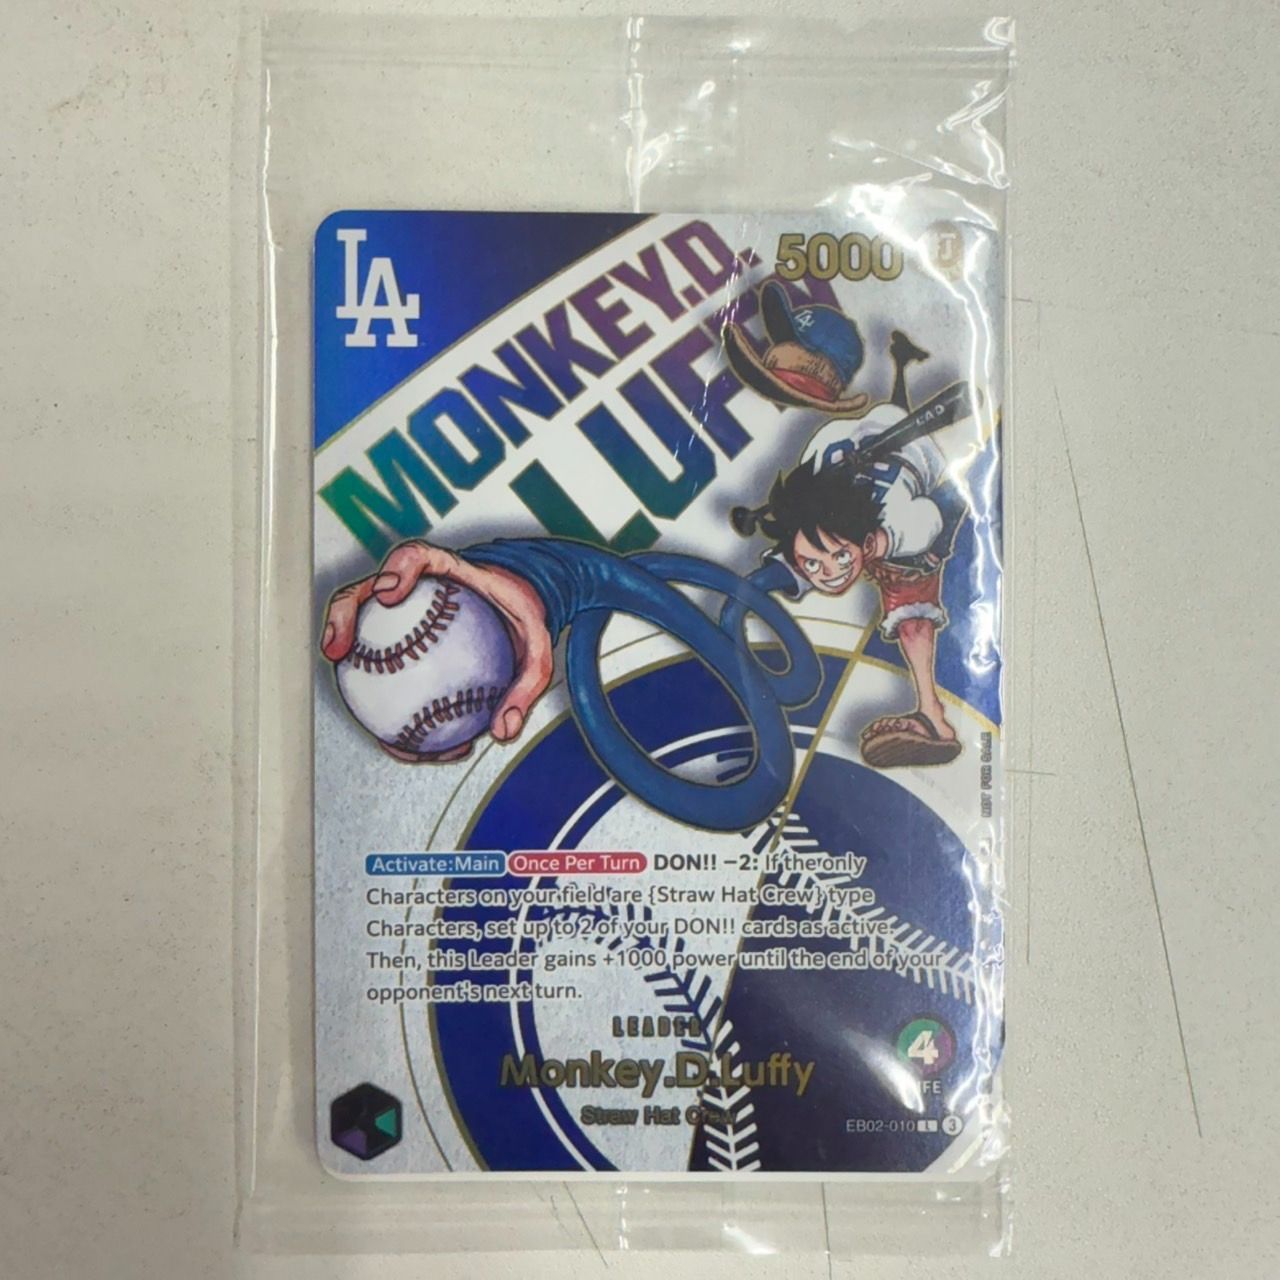 LA
MONKEY.D.
LUFFY
5000
LA
NOT FOR SALE
Activate:Main Once Per Turn DON!! −2: If the only
Characters on your field are {Straw Hat Crew} type
Characters, set up to 2 of your DON!! cards as active.
Then, this Leader gains +1000 power until the end of your
opponent's next turn.
LEADER
Monkey.D.Luffy
Straw Hat Crew
4
LIFE
EB02-010 L 3